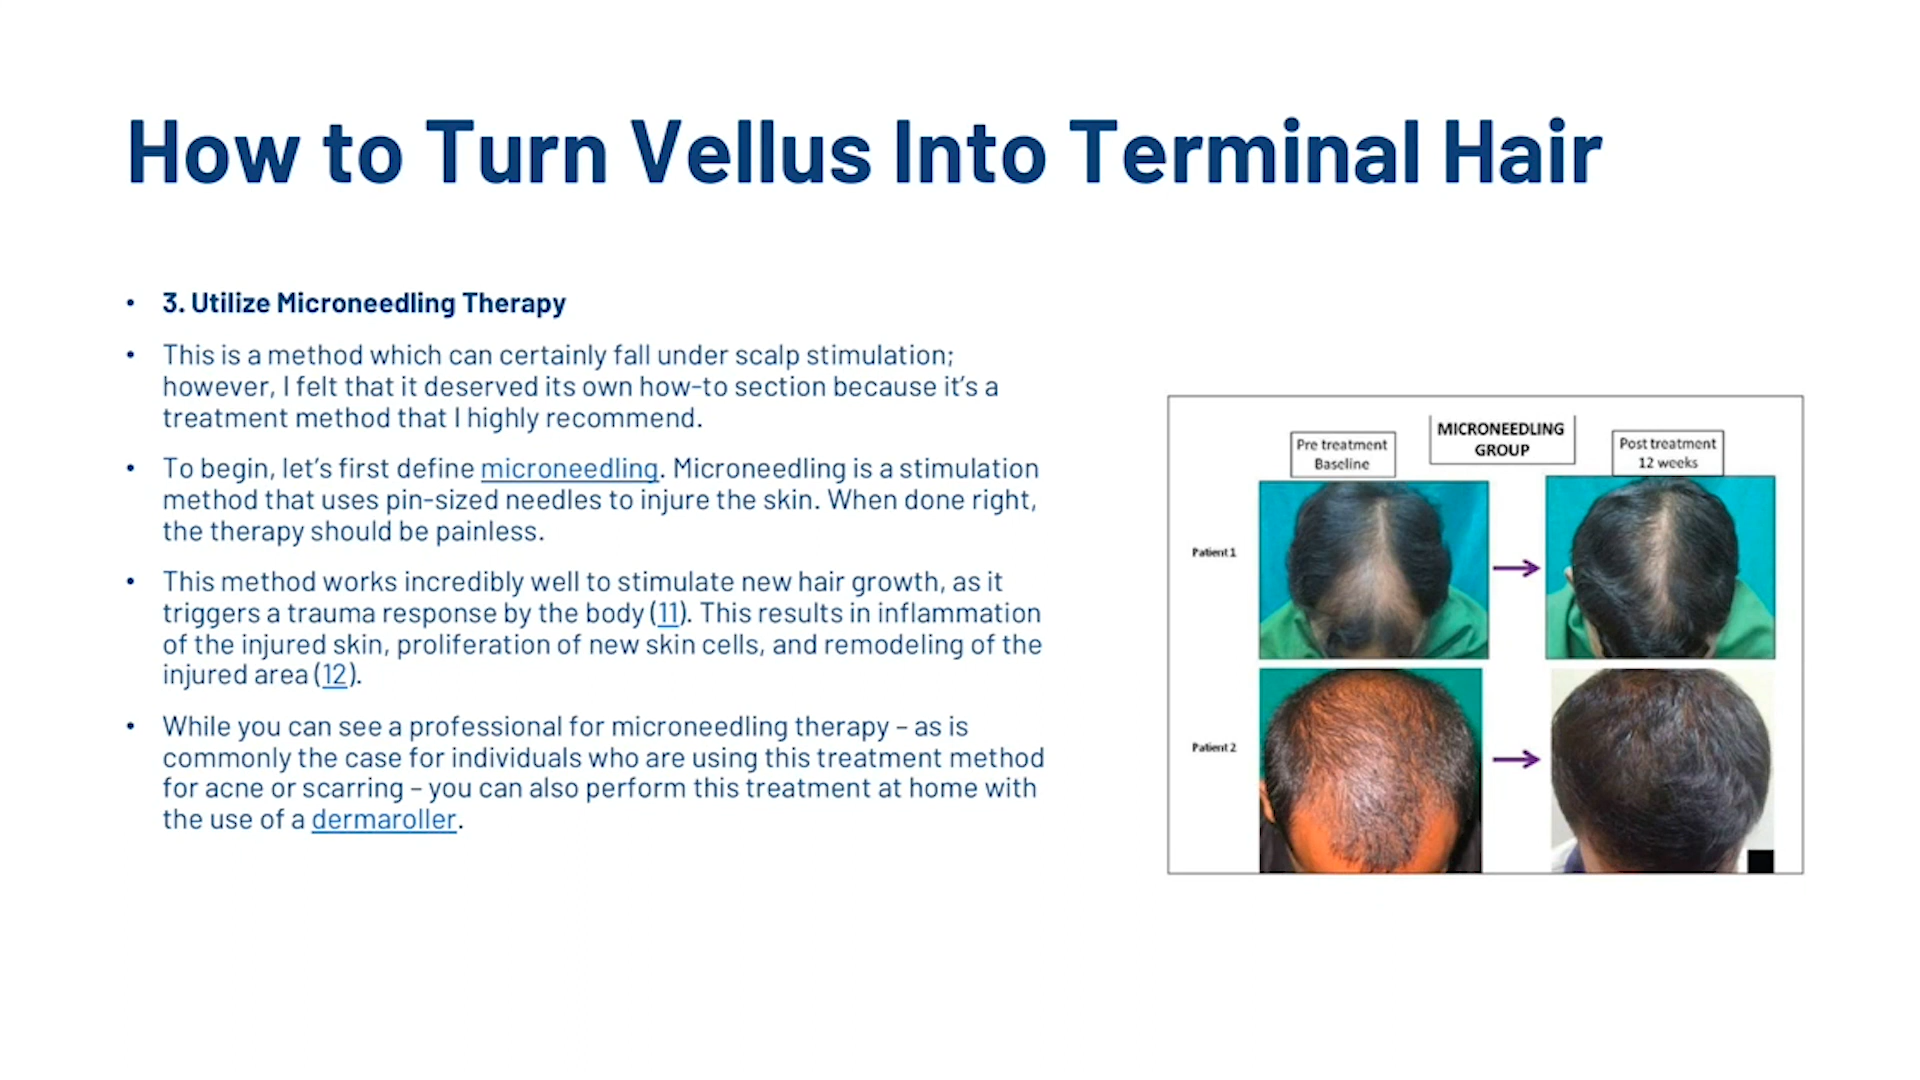 How to Turn Vellus Into Terminal Hair
• 3. Utilize Microneedling Therapy
• This is a method which can certainly fall under scalp stimulation;
however, I felt that it deserved its own how-to section because it's a
treatment method that I highly recommend.
• To begin, let's first define microneedling. Microneedling is a stimulation
method that uses pin-sized needles to injure the skin. When done right,
the therapy should be painless.
• This method works incredibly well to stimulate new hair growth, as it
triggers a trauma response by the body (11). This results in inflammation
of the injured skin, proliferation of new skin cells, and remodeling of the
injured area (12).
• While you can see a professional for microneedling therapy – as is
commonly the case for individuals who are using this treatment method
for acne or scarring – you can also perform this treatment at home with
the use of a dermaroller.
MICRONEEDLING
GROUP
Pre treatment
Baseline
Post treatment
12 weeks
Patient 1
Patient 2